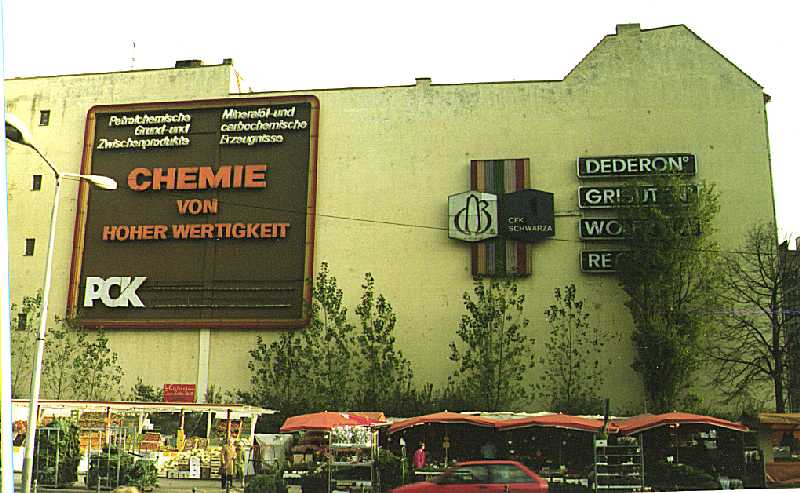 Petrolchemische
Grund-und
Zwischenprodukte
Mineralöl-und
carbochemische
Erzeugnisse
CHEMIE
VON
HOHER WERTIGKEIT
PCK
CFK
SCHWARZA
DEDERON°